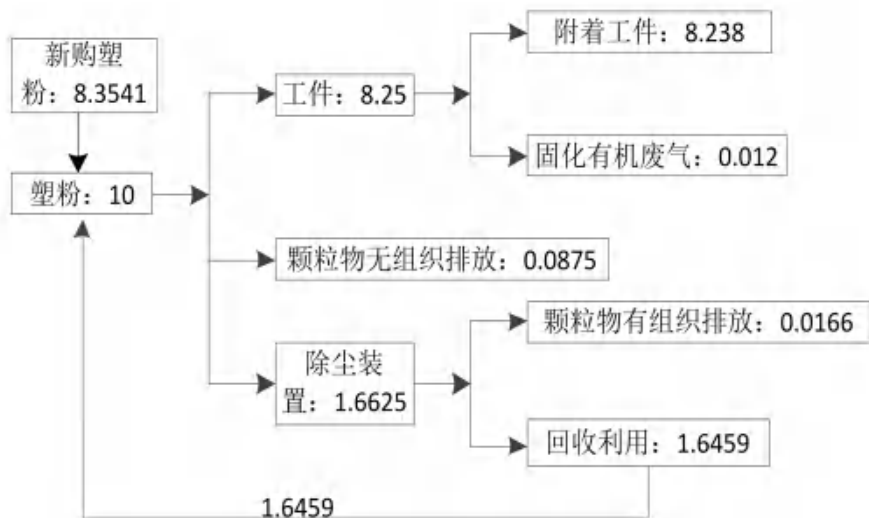 新购塑
粉：8.3541
塑粉：10
工件：8.25
附着工件：8.238
固化有机废气：0.012
颗粒物无组织排放：0.0875
除尘装
置：1.6625
颗粒物有组织排放：0.0166
回收利用：1.6459
1.6459